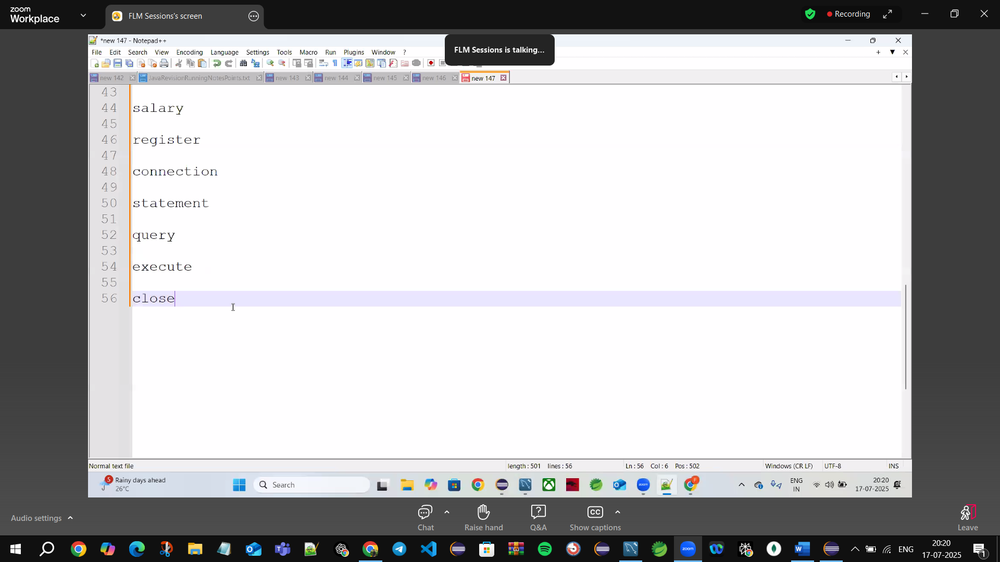 zoom
Workplace
FLM Sessions's screen
Recording
*new 147 - Notepad++
FLM Sessions is talking...
File Edit Search View Encoding Language Settings Tools Macro Run Plugins Window ?
new 142
JavaRevisionRunningNotesPoints.txt
new 143
new 144
new 145
new 146
new 147
43
44 salary
45
46 register
47
48 connection
49
50 statement
51
52 query
53
54 execute
55
56 close
Normal text file
length : 501 lines : 56
Ln : 56 Col : 6 Pos : 502
Windows (CR LF)
UTF-8
INS
5
Rainy days ahead
26°C
Search
zoom
F
ENG
IN
20:20
17-07-2025
Audio settings
Chat
Raise hand
Q&A
CC
Show captions
Leave
zoom
ENG
20:20
17-07-2025
1